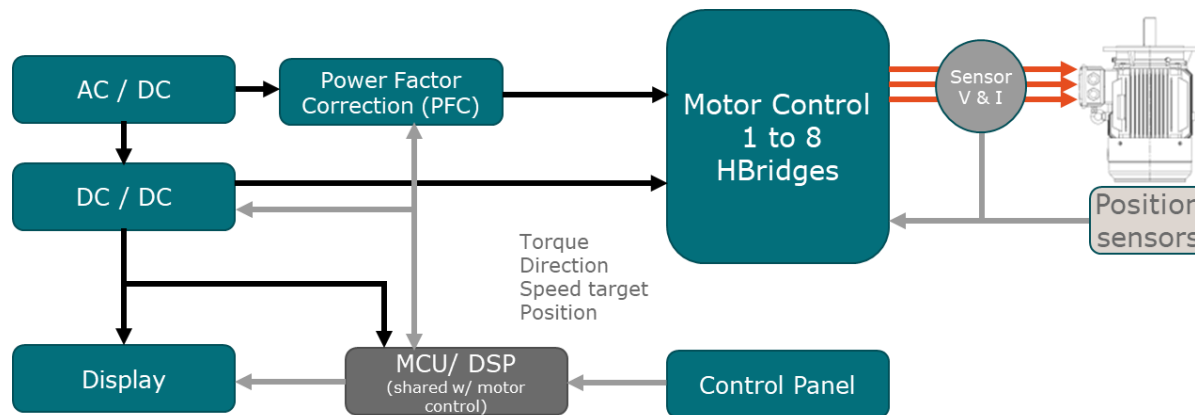 AC / DC
Power Factor
Correction (PFC)
Motor Control
1 to 8
HBridges
Sensor
V & I
DC / DC
Position
sensors
Torque
Direction
Speed target
Position
Display
MCU/ DSP
(shared w/ motor
control)
Control Panel